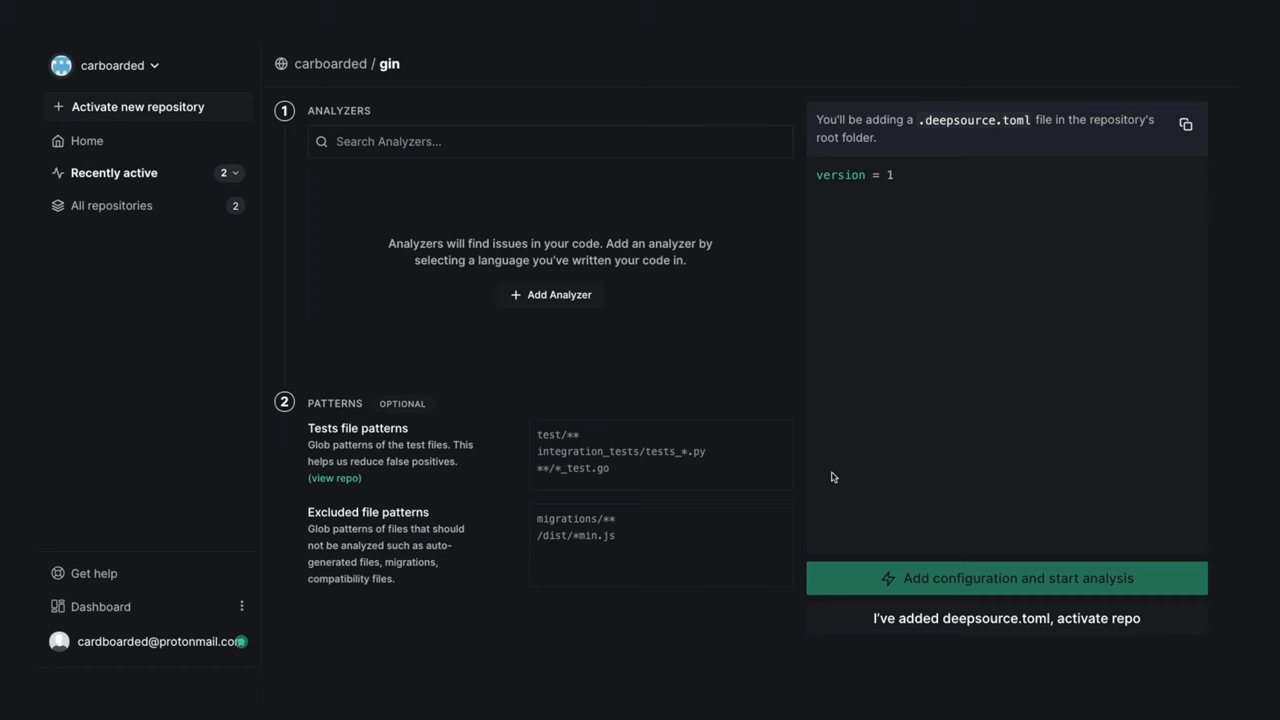 carboarded
Activate new repository
Home
Recently active 2
All repositories 2
Get help
Dashboard
cardboarded@protonmail.com
carboarded / gin
1 ANALYZERS
Search Analyzers...
Analyzers will find issues in your code. Add an analyzer by
selecting a language you've written your code in.
Add Analyzer
2 PATTERNS OPTIONAL
Tests file patterns
Glob patterns of the test files. This
helps us reduce false positives.
(view repo)
test/**
integration_tests/tests_*.py
**/*_test.go
Excluded file patterns
Glob patterns of files that should
not be analyzed such as auto-
generated files, migrations,
compatibility files.
migrations/**
/dist/*min.js
You'll be adding a .deepsource.toml file in the repository's
root folder.
version = 1
Add configuration and start analysis
I've added deepsource.toml, activate repo